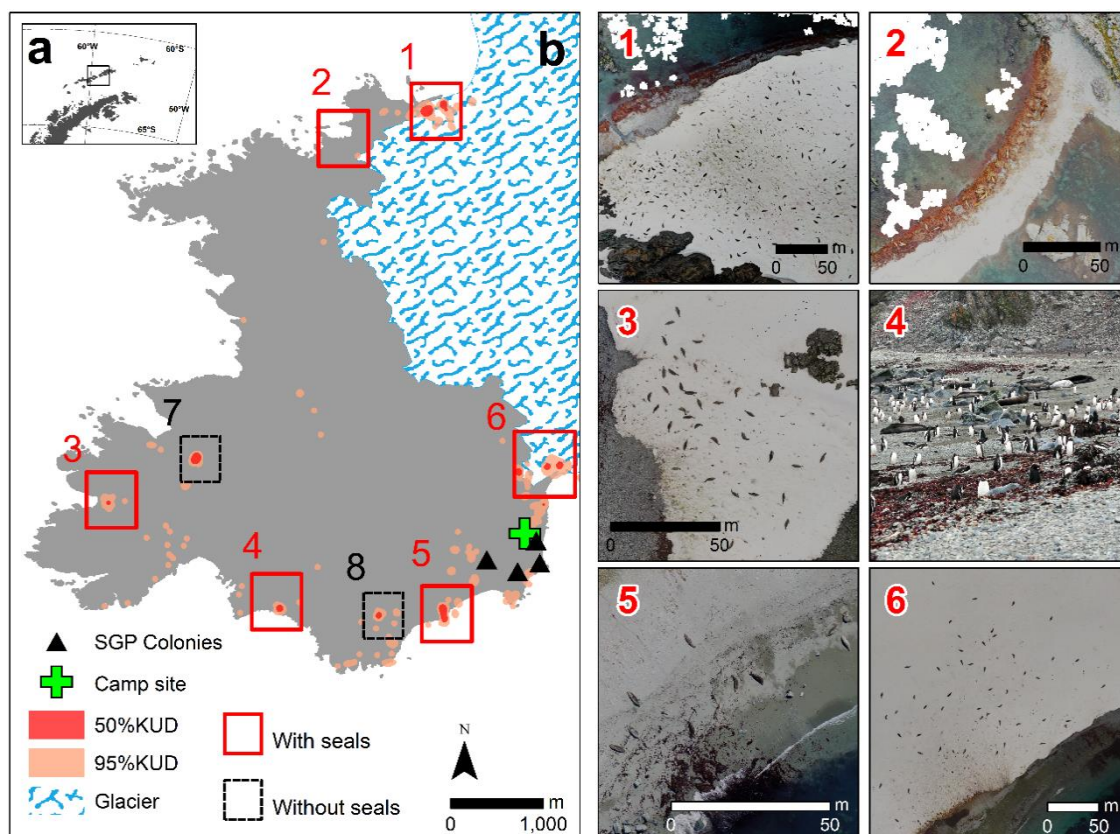 a
60°W
60°S
50°W
65°S
b
1
2
3
4
5
6
7
8
SGP Colonies
Camp site
50%KUD
95%KUD
Glacier
With seals
Without seals
N
m
0 1,000
1
m
0 50
2
m
0 50
3
m
0 50
4
5
m
0 50
6
m
0 50